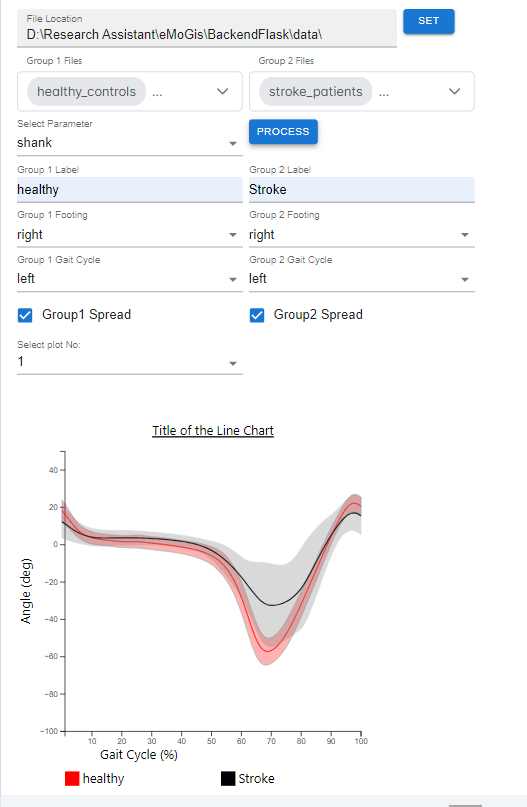 File Location
D:\Research Assistant\eMoGis\BackendFlask\data\
SET
Group 1 Files
Group 2 Files
healthy_controls ...
stroke_patients ...
Select Parameter
shank
PROCESS
Group 1 Label
Group 2 Label
healthy
Stroke
Group 1 Footing
Group 2 Footing
right
right
Group 1 Gait Cycle
Group 2 Gait Cycle
left
left
Group1 Spread
Group2 Spread
Select plot No:
1
Title of the Line Chart
40
20
0
−20
−40
−60
−80
−100
Angle (deg)
10 20 30 40 50 60 70 80 90 100
Gait Cycle (%)
healthy
Stroke